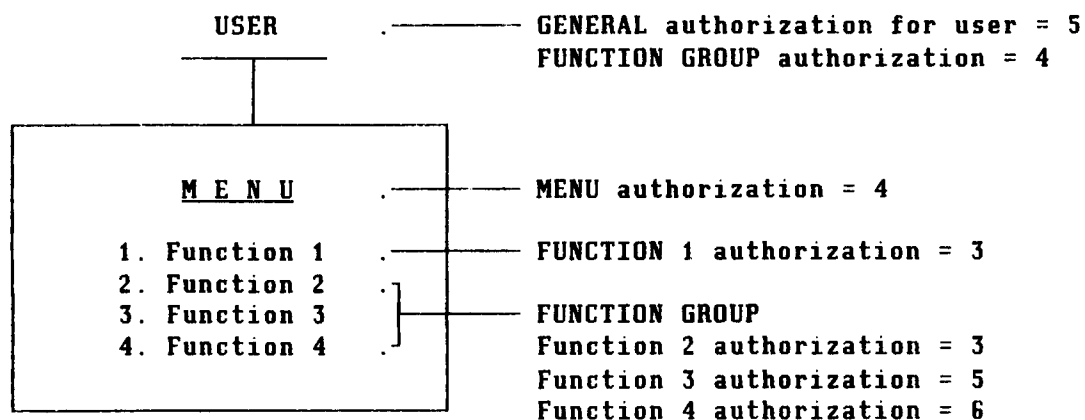 USER GENERAL authorization for user = 5
FUNCTION GROUP authorization = 4
M E N U MENU authorization = 4
1. Function 1 FUNCTION 1 authorization = 3
2. Function 2
3. Function 3 FUNCTION GROUP
4. Function 4 Function 2 authorization = 3
Function 3 authorization = 5
Function 4 authorization = 6